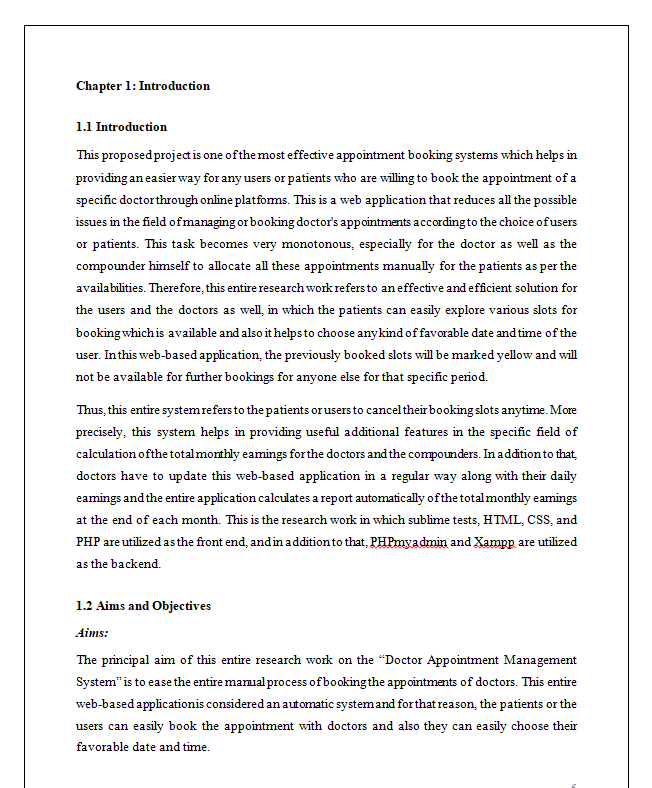 Chapter 1: Introduction
1.1 Introduction
This proposed project is one of the most effective appointment booking systems which helps in
providing an easier way for any users or patients who are willing to book the appointment of a
specific doctor through online platforms. This is a web application that reduces all the possible
issues in the field of managing or booking doctor's appointments according to the choice of users
or patients. This task becomes very monotonous, especially for the doctor as well as the
compounder himself to allocate all these appointments manually for the patients as per the
availabilities. Therefore, this entire research work refers to an effective and efficient solution for
the users and the doctors as well, in which the patients can easily explore various slots for
booking which is available and also it helps to choose any kind of favorable date and time of the
user. In this web-based application, the previously booked slots will be marked yellow and will
not be available for further bookings for anyone else for that specific period.
Thus, this entire system refers to the patients or users to cancel their booking slots anytime. More
precisely, this system helps in providing useful additional features in the specific field of
calculation of the total monthly earnings for the doctors and the compounders. In addition to that,
doctors have to update this web-based application in a regular way along with their daily
earnings and the entire application calculates a report automatically of the total monthly earnings
at the end of each month. This is the research work in which sublime tests, HTML, CSS, and
PHP are utilized as the front end, and in addition to that, PHPmyadmin and Xampp are utilized
as the backend.
1.2 Aims and Objectives
Aims:
The principal aim of this entire research work on the “Doctor Appointment Management
System” is to ease the entire manual process of booking the appointments of doctors. This entire
web-based application is considered an automatic system and for that reason, the patients or the
users can easily book the appointment with doctors and also they can easily choose their
favorable date and time.